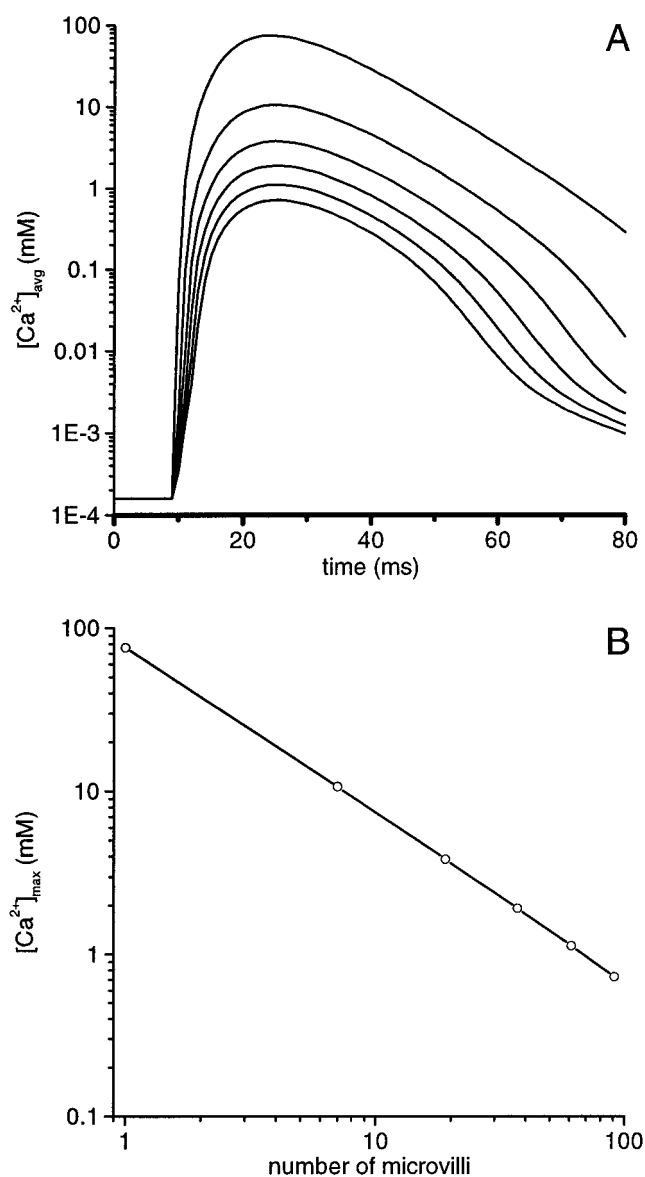 A
100
10
1
0.1
0.01
1E-3
1E-4
[Ca²⁺]avg (mM)
0 20 40 60 80
time (ms)
B
100
10
1
0.1
[Ca²⁺]max (mM)
1 10 100
number of microvilli